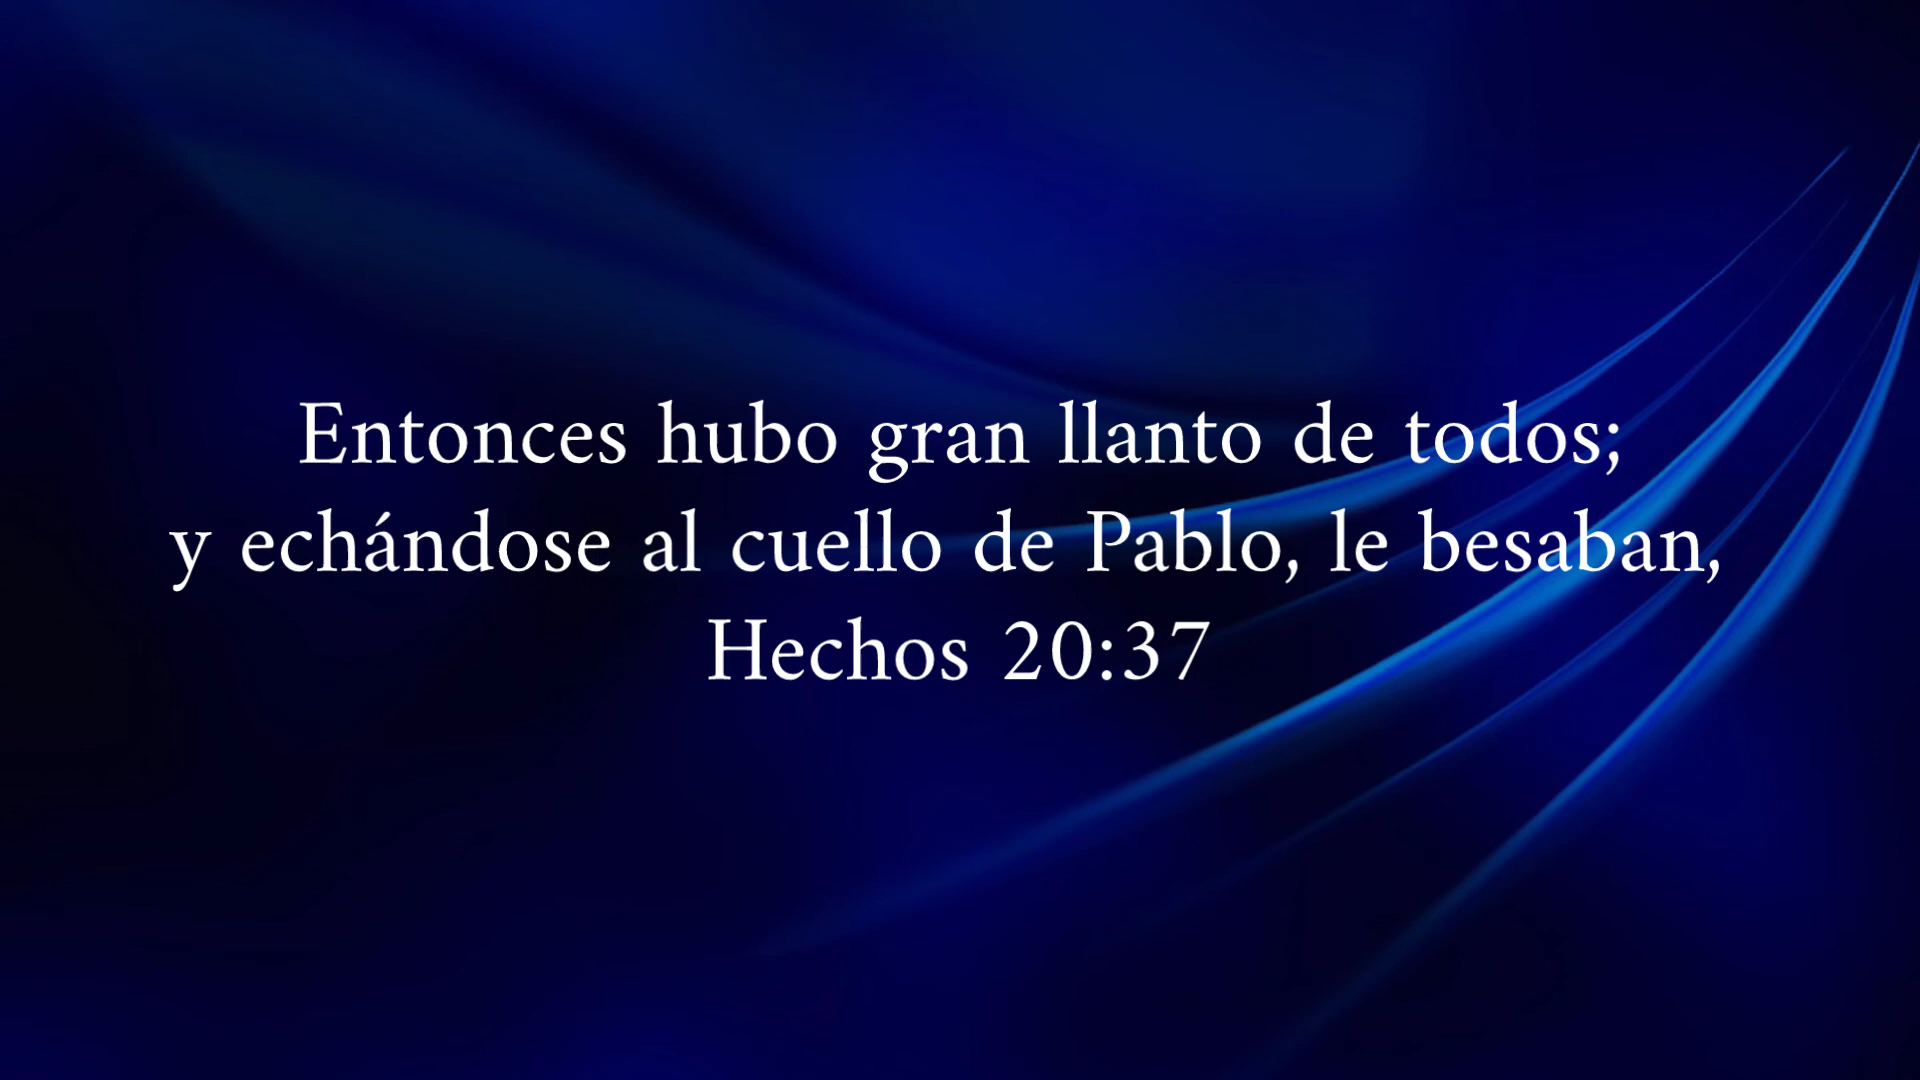 Entonces hubo gran llanto de todos;
y echándose al cuello de Pablo, le besaban,
Hechos 20:37